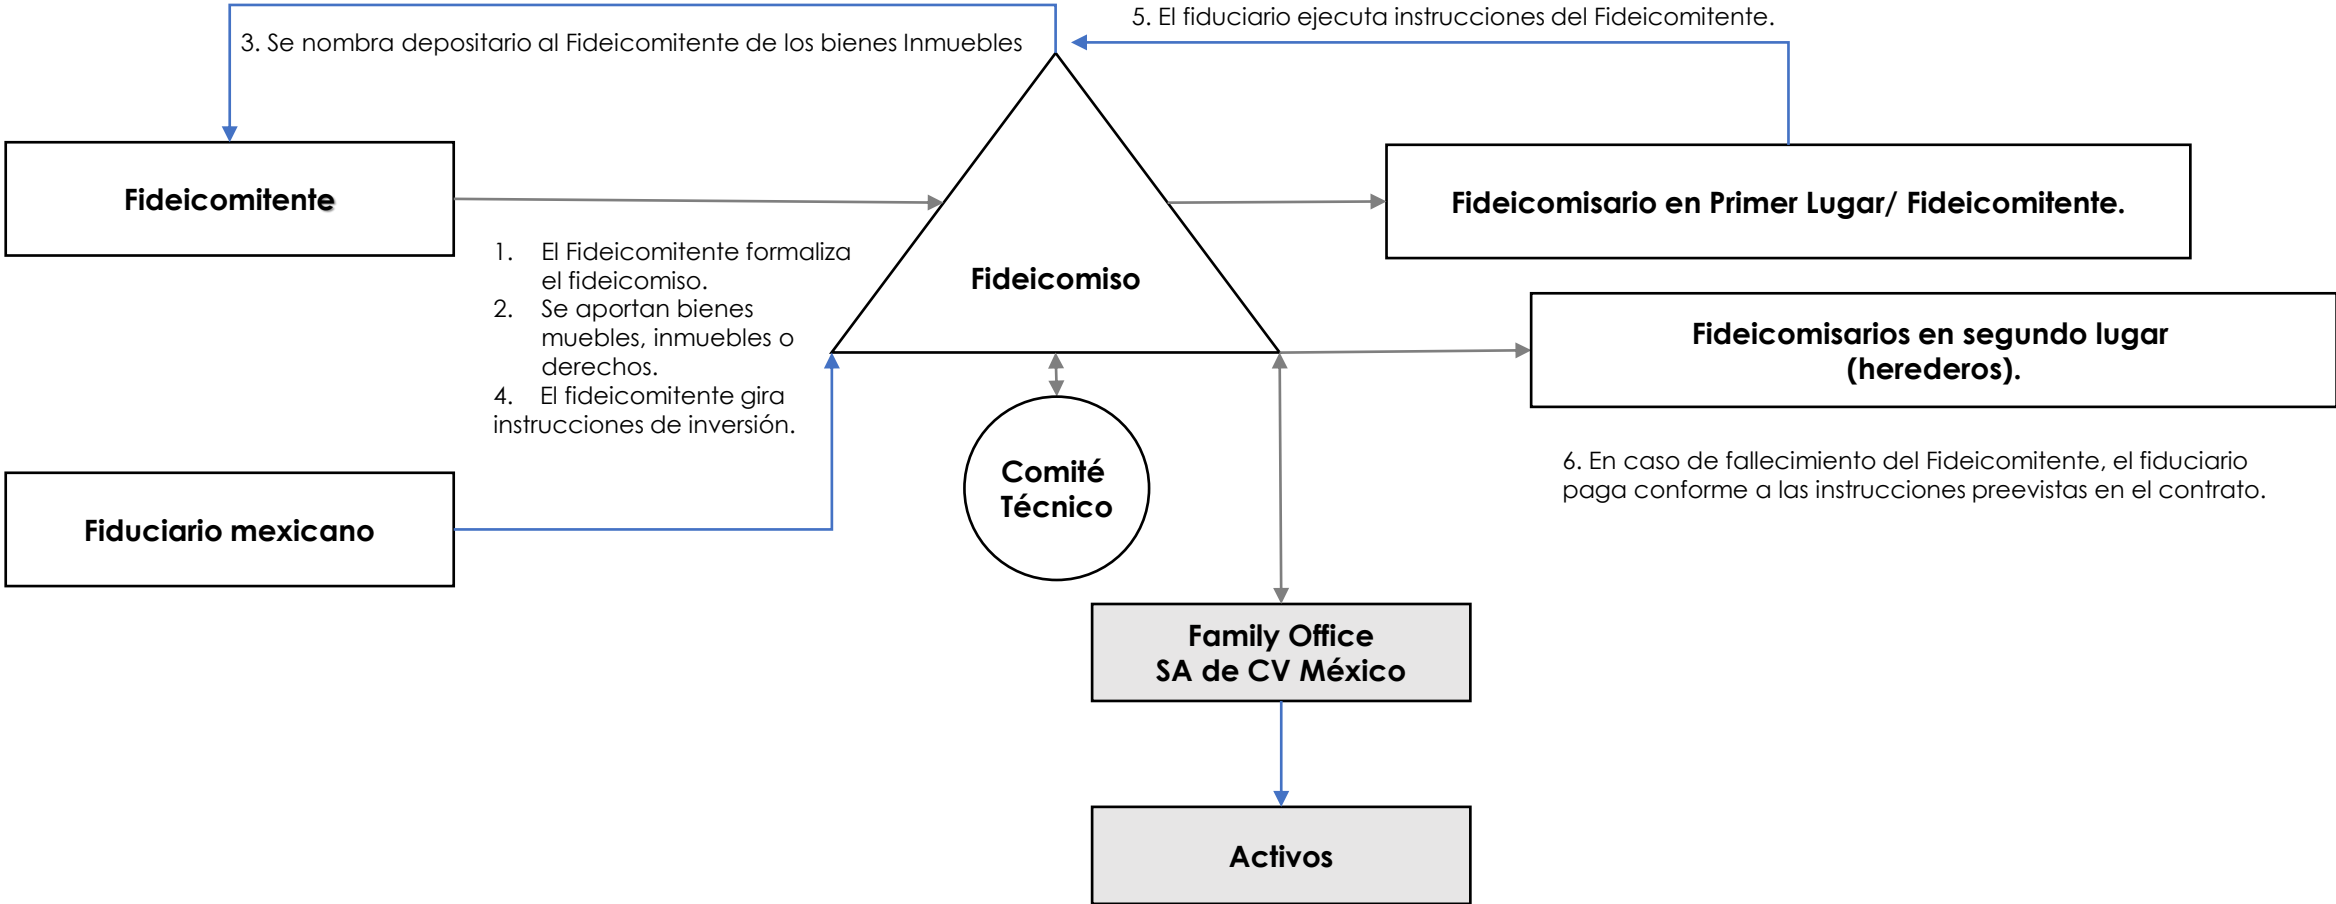 5. El fiduciario ejecuta instrucciones del Fideicomitente.
3. Se nombra depositario al Fideicomitente de los bienes Inmuebles
Fideicomitente
Fideicomisario en Primer Lugar/ Fideicomitente.
1. El Fideicomitente formaliza
el fideicomiso.
2. Se aportan bienes
muebles, inmuebles o
derechos.
4. El fideicomitente gira
instrucciones de inversión.
Fideicomiso
Fideicomisarios en segundo lugar
(herederos).
6. En caso de fallecimiento del Fideicomitente, el fiduciario
paga conforme a las instrucciones preevistas en el contrato.
Comité
Técnico
Fiduciario mexicano
Family Office
SA de CV México
Activos